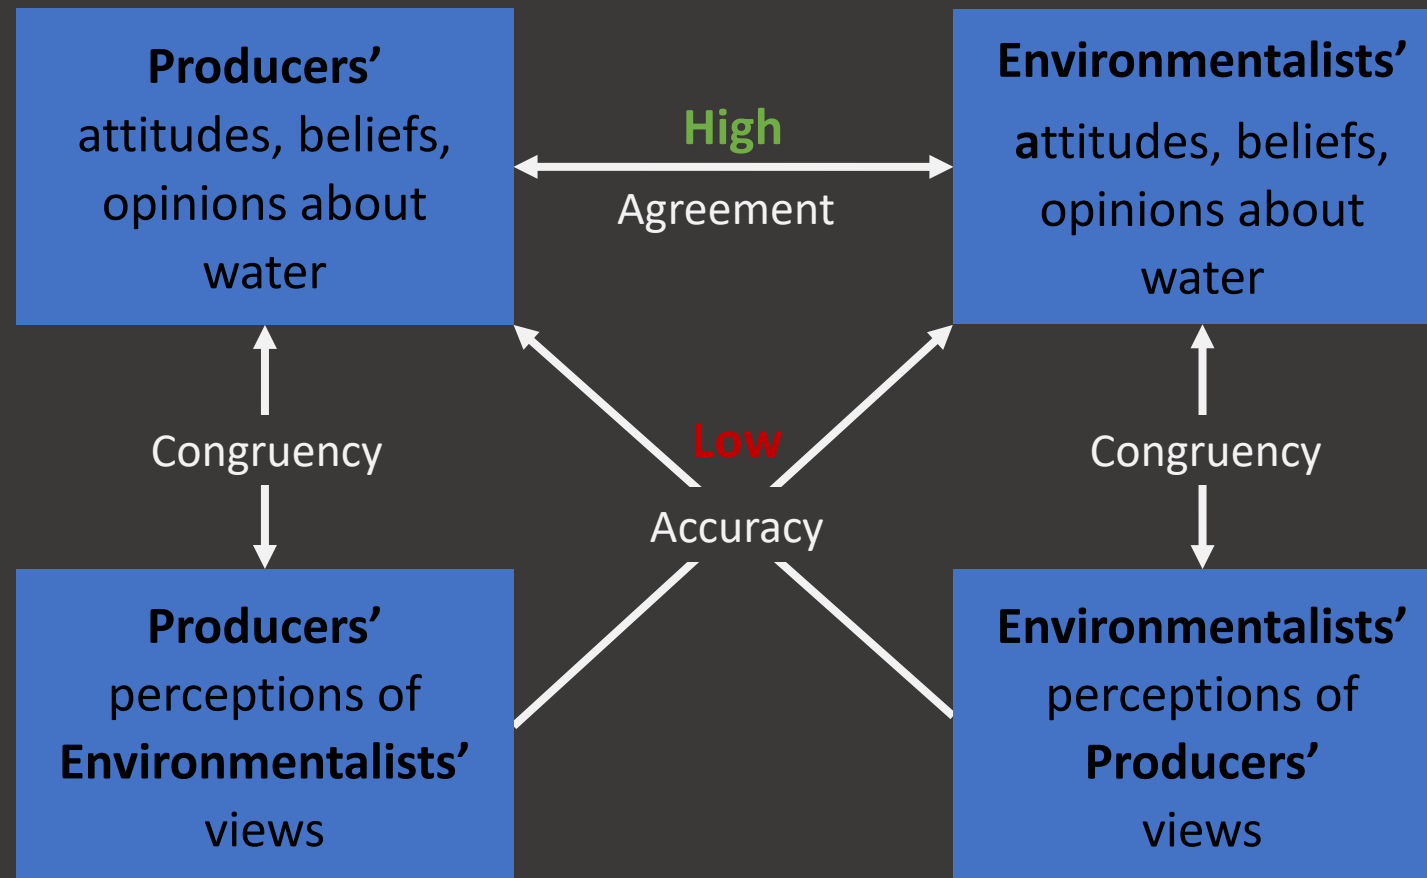 Producers’
attitudes, beliefs,
opinions about
water
High
Agreement
Environmentalists’
attitudes, beliefs,
opinions about
water
Congruency
Low
Accuracy
Congruency
Producers’
perceptions of
Environmentalists’
views
Environmentalists’
perceptions of
Producers’
views